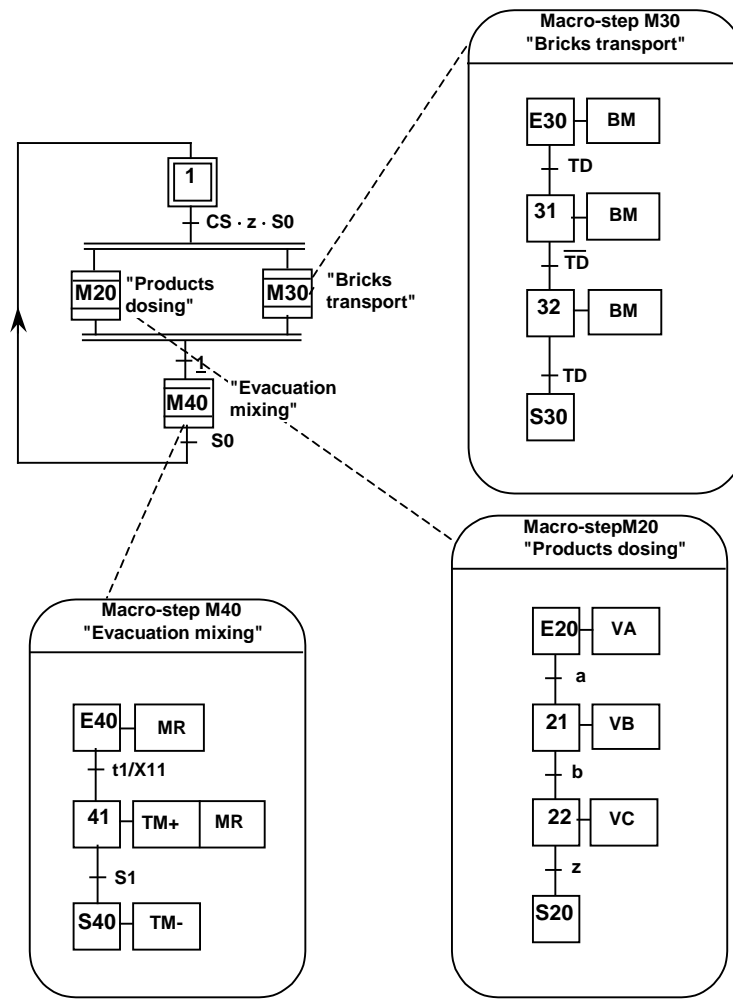 Macro-step M30
"Bricks transport"
E30
BM
TD
31
BM
T̅D̅
32
BM
TD
S30
1
CS · z · S0
M20
"Products
dosing"
M30
"Bricks
transport"
1
M40
"Evacuation
mixing"
S0
Macro-step M40
"Evacuation mixing"
E40
MR
t1/X11
41
TM+
MR
S1
S40
TM-
Macro-stepM20
"Products dosing"
E20
VA
a
21
VB
b
22
VC
z
S20